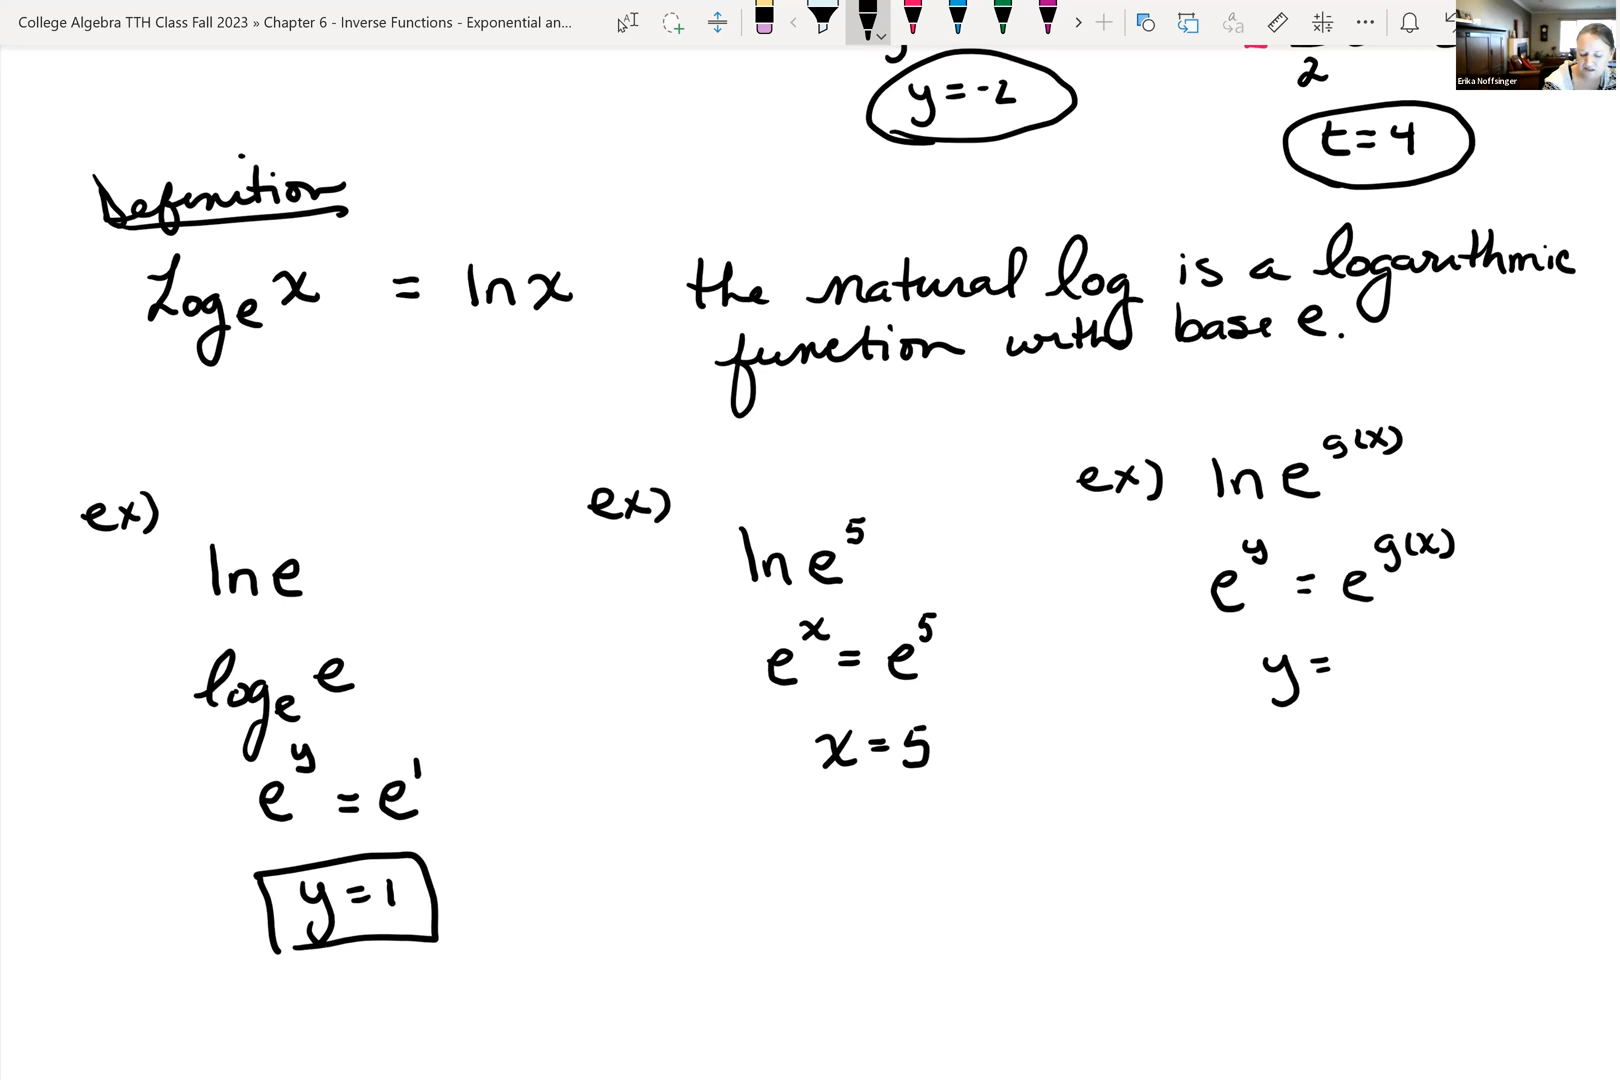 College Algebra TTH Class Fall 2023 » Chapter 6 - Inverse Functions - Exponential an...
Erika Noffsinger
y = -2
2
t = 4
Definition
Log_e x = ln x
the natural log is a logarithmic
function with base e.
ex)
ln e
log_e e
e^y = e^1
y = 1
ex)
ln e^5
e^x = e^5
x = 5
ex) ln e^g(x)
e^y = e^g(x)
y =